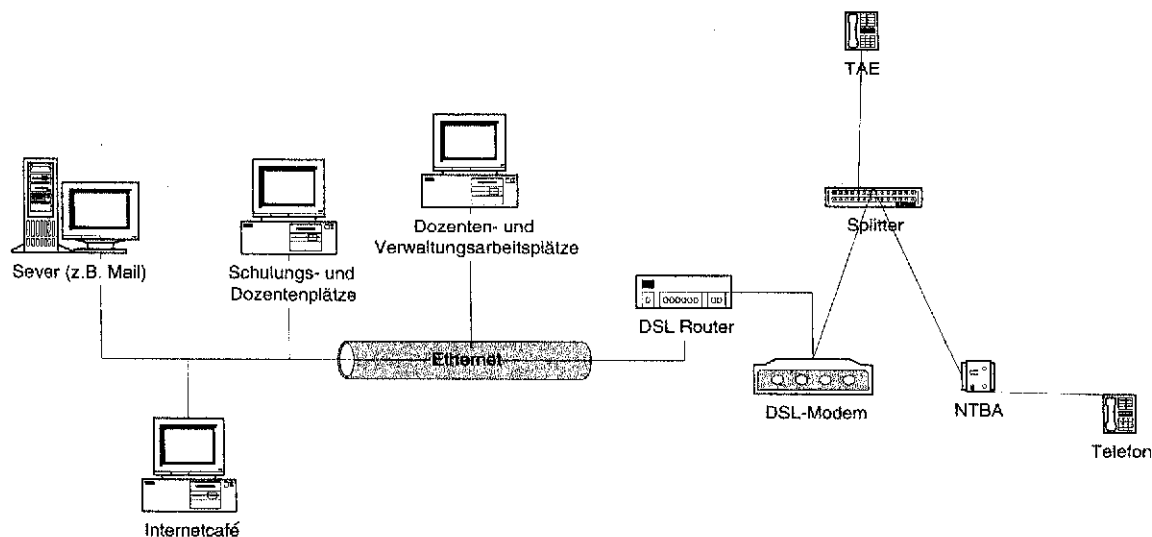 TAE
Splitter
Dozenten- und
Verwaltungsarbeitsplätze
Sever (z.B. Mail)
Schulungs- und
Dozentenplätze
DSL Router
Ethernet
DSL-Modem
NTBA
Telefon
Internetcafé